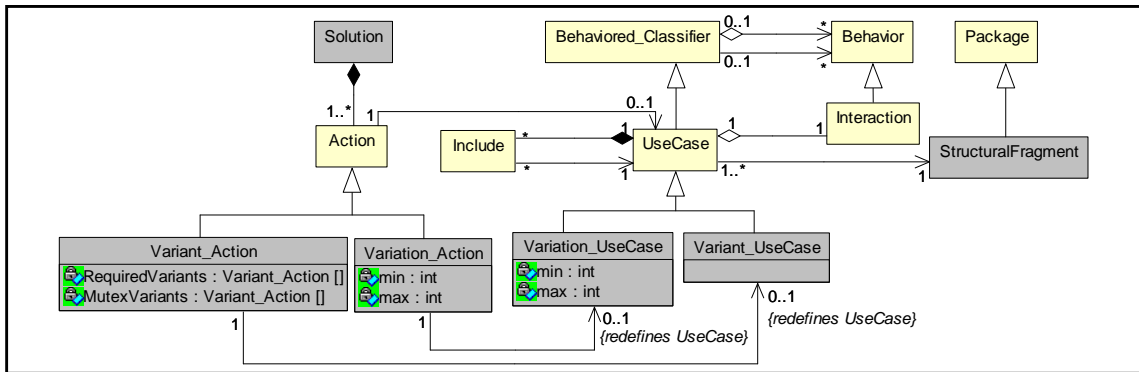 Solution
Behaviored_Classifier
0..1
*
Behavior
Package
0..1
*
1..*
1
0..1
Action
Include
*
1
UseCase
1
1
Interaction
*
1
1..*
1
StructuralFragment
Variant_Action
RequiredVariants : Variant_Action []
MutexVariants : Variant_Action []
Variation_Action
min : int
max : int
Variation_UseCase
min : int
max : int
Variant_UseCase
1
1
0..1
{redefines UseCase}
0..1
{redefines UseCase}